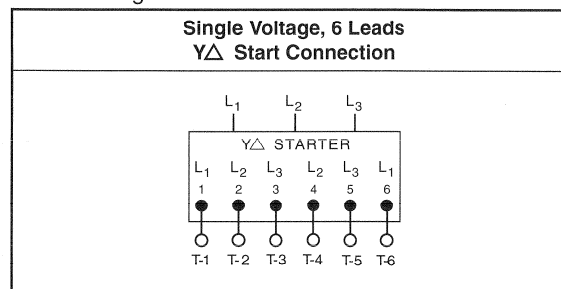 Single Voltage, 6 Leads
Y△ Start Connection
L1 L2 L3
Y△ STARTER
L1 L2 L3 L2 L3 L1
1 2 3 4 5 6
T-1 T-2 T-3 T-4 T-5 T-6